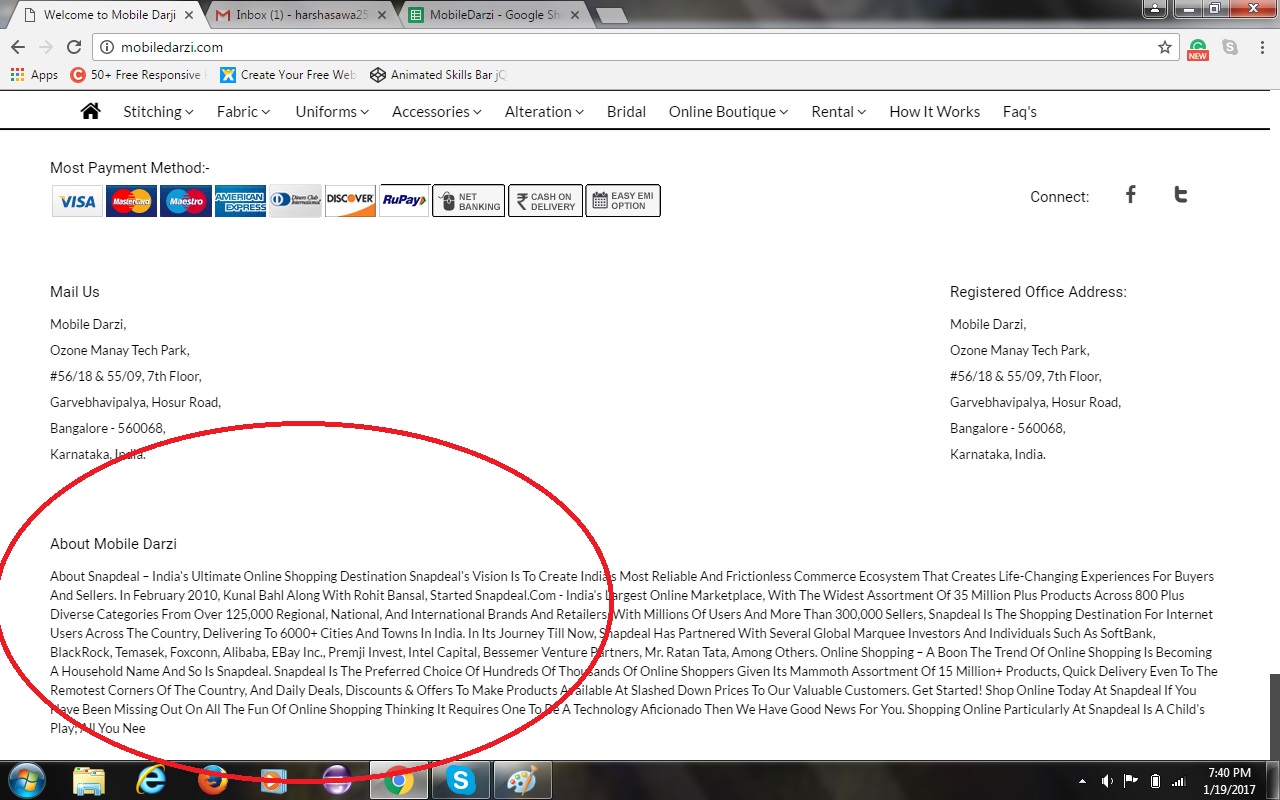 Welcome to Mobile Darji
Inbox (1) - harshasawa25
MobileDarzi - Google Sh
mobiledarzi.com
NEW
Apps
50+ Free Responsive
Create Your Free Web
Animated Skills Bar jQ
Stitching Fabric Uniforms Accessories Alteration Bridal Online Boutique Rental How It Works Faq's
Most Payment Method:-
VISA MasterCard Maestro AMERICAN EXPRESS Diners Club International DISCOVER RuPay NET BANKING CASH ON DELIVERY EASY EMI OPTION
Connect:
Mail Us
Mobile Darzi,
Ozone Manay Tech Park,
#56/18 & 55/09, 7th Floor,
Garvebhavipalya, Hosur Road,
Bangalore - 560068,
Karnataka, India.
Registered Office Address:
Mobile Darzi,
Ozone Manay Tech Park,
#56/18 & 55/09, 7th Floor,
Garvebhavipalya, Hosur Road,
Bangalore - 560068,
Karnataka, India.
About Mobile Darzi
About Snapdeal – India's Ultimate Online Shopping Destination Snapdeal's Vision Is To Create India's Most Reliable And Frictionless Commerce Ecosystem That Creates Life-Changing Experiences For Buyers
And Sellers. In February 2010, Kunal Bahl Along With Rohit Bansal, Started Snapdeal.Com - India's Largest Online Marketplace, With The Widest Assortment Of 35 Million Plus Products Across 800 Plus
Diverse Categories From Over 125,000 Regional, National, And International Brands And Retailers. With Millions Of Users And More Than 300,000 Sellers, Snapdeal Is The Shopping Destination For Internet
Users Across The Country, Delivering To 6000+ Cities And Towns In India. In Its Journey Till Now, Snapdeal Has Partnered With Several Global Marquee Investors And Individuals Such As SoftBank,
BlackRock, Temasek, Foxconn, Alibaba, EBay Inc., Premji Invest, Intel Capital, Bessemer Venture Partners, Mr. Ratan Tata, Among Others. Online Shopping – A Boon The Trend Of Online Shopping Is Becoming
A Household Name And So Is Snapdeal. Snapdeal Is The Preferred Choice Of Hundreds Of Thousands Of Online Shoppers Given Its Mammoth Assortment Of 15 Million+ Products, Quick Delivery Even To The
Remotest Corners Of The Country, And Daily Deals, Discounts & Offers To Make Products Available At Slashed Down Prices To Our Valuable Customers. Get Started! Shop Online Today At Snapdeal If You
Have Been Missing Out On All The Fun Of Online Shopping Thinking It Requires One To Be A Technology Aficionado Then We Have Good News For You. Shopping Online Particularly At Snapdeal Is A Child's
Play; All You Nee
7:40 PM
1/19/2017